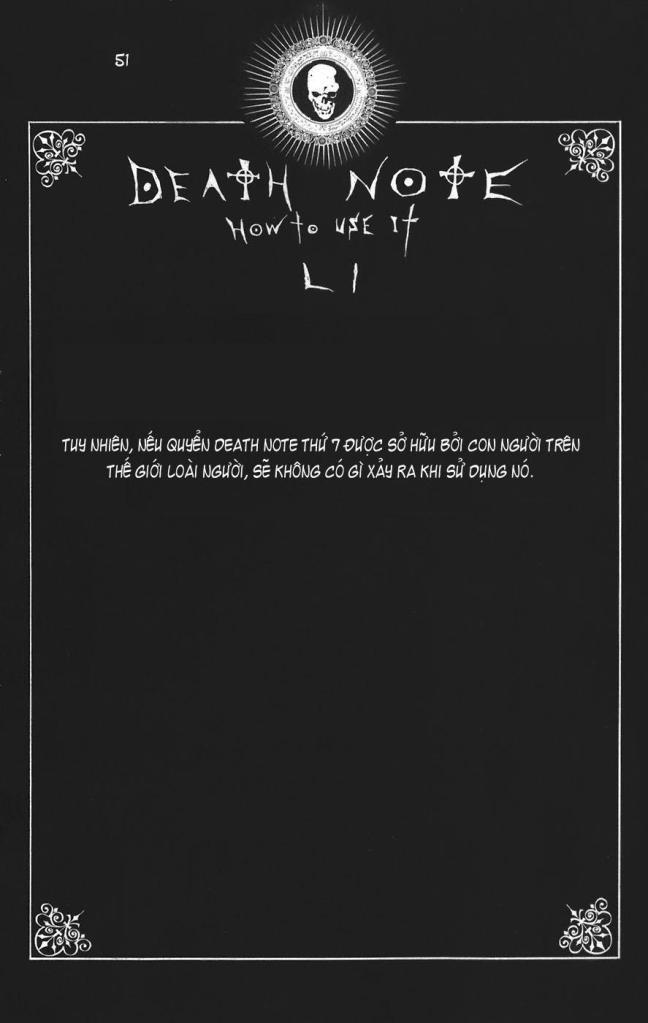 51
DEATH NOTE
HOW to USE It
LI
TUY NHIÊN, NẾU QUYỂN DEATH NOTE THỨ 7 ĐƯỢC SỞ HỮU BỞI CON NGƯỜI TRÊN
THẾ GIỚI LOÀI NGƯỜI, SẼ KHÔNG CÓ GÌ XẢY RA KHI SỬ DỤNG NÓ.